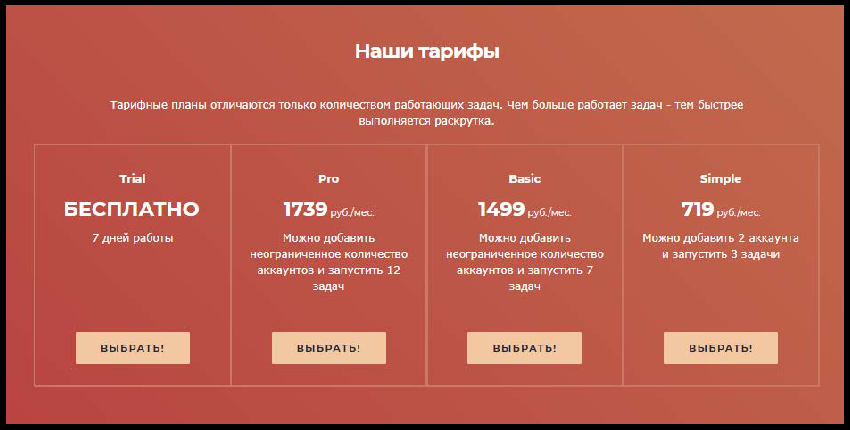 Наши тарифы
Тарифные планы отличаются только количеством работающих задач. Чем больше работает задач - тем быстрее
выполняется раскрутка.
Trial
БЕСПЛАТНО
7 дней работы
ВЫБРАТЬ!
Pro
1739 руб./мес.
Можно добавить
неограниченное количество
аккаунтов и запустить 12
задач
ВЫБРАТЬ!
Basic
1499 руб./мес.
Можно добавить
неограниченное количество
аккаунтов и запустить 7
задач
ВЫБРАТЬ!
Simple
719 руб./мес.
Можно добавить 2 аккаунта
и запустить 3 задачи
ВЫБРАТЬ!